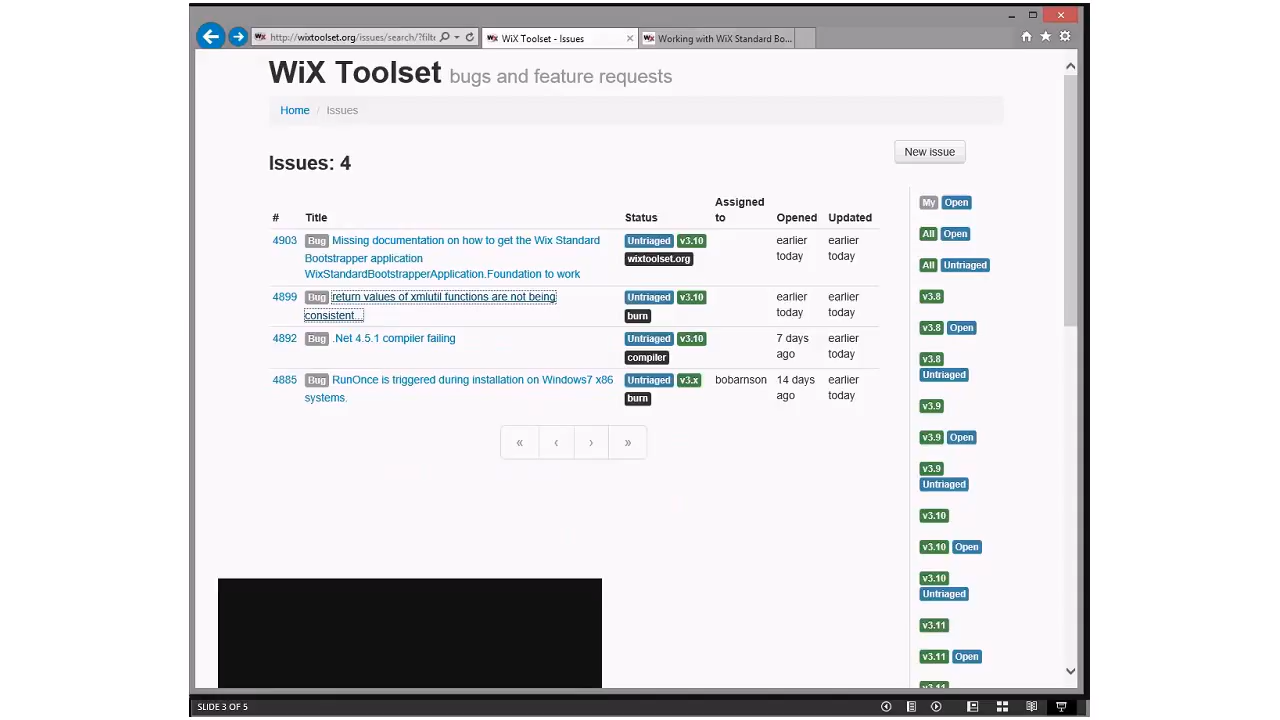 http://wixtoolset.org/issues/search/?filte
WiX Toolset - Issues
Working with WiX Standard Bo...
WiX Toolset bugs and feature requests
Home / Issues
Issues: 4
New issue
# Title Status Assigned to Opened Updated
4903 Bug Missing documentation on how to get the Wix Standard
Bootstrapper application
WixStandardBootstrapperApplication.Foundation to work
Untriaged v3.10
wixtoolset.org
earlier
today
earlier
today
4899 Bug return values of xmlutil functions are not being
consistent...
Untriaged v3.10
burn
earlier
today
earlier
today
4892 Bug .Net 4.5.1 compiler failing
Untriaged v3.10
compiler
7 days
ago
earlier
today
4885 Bug RunOnce is triggered during installation on Windows7 x86
systems.
Untriaged v3.x
burn
bobarnson
14 days
ago
earlier
today
« ‹ › »
My Open
All Open
All Untriaged
v3.8
v3.8 Open
v3.8
Untriaged
v3.9
v3.9 Open
v3.9
Untriaged
v3.10
v3.10 Open
v3.10
Untriaged
v3.11
v3.11 Open
v3.11
SLIDE 3 OF 5